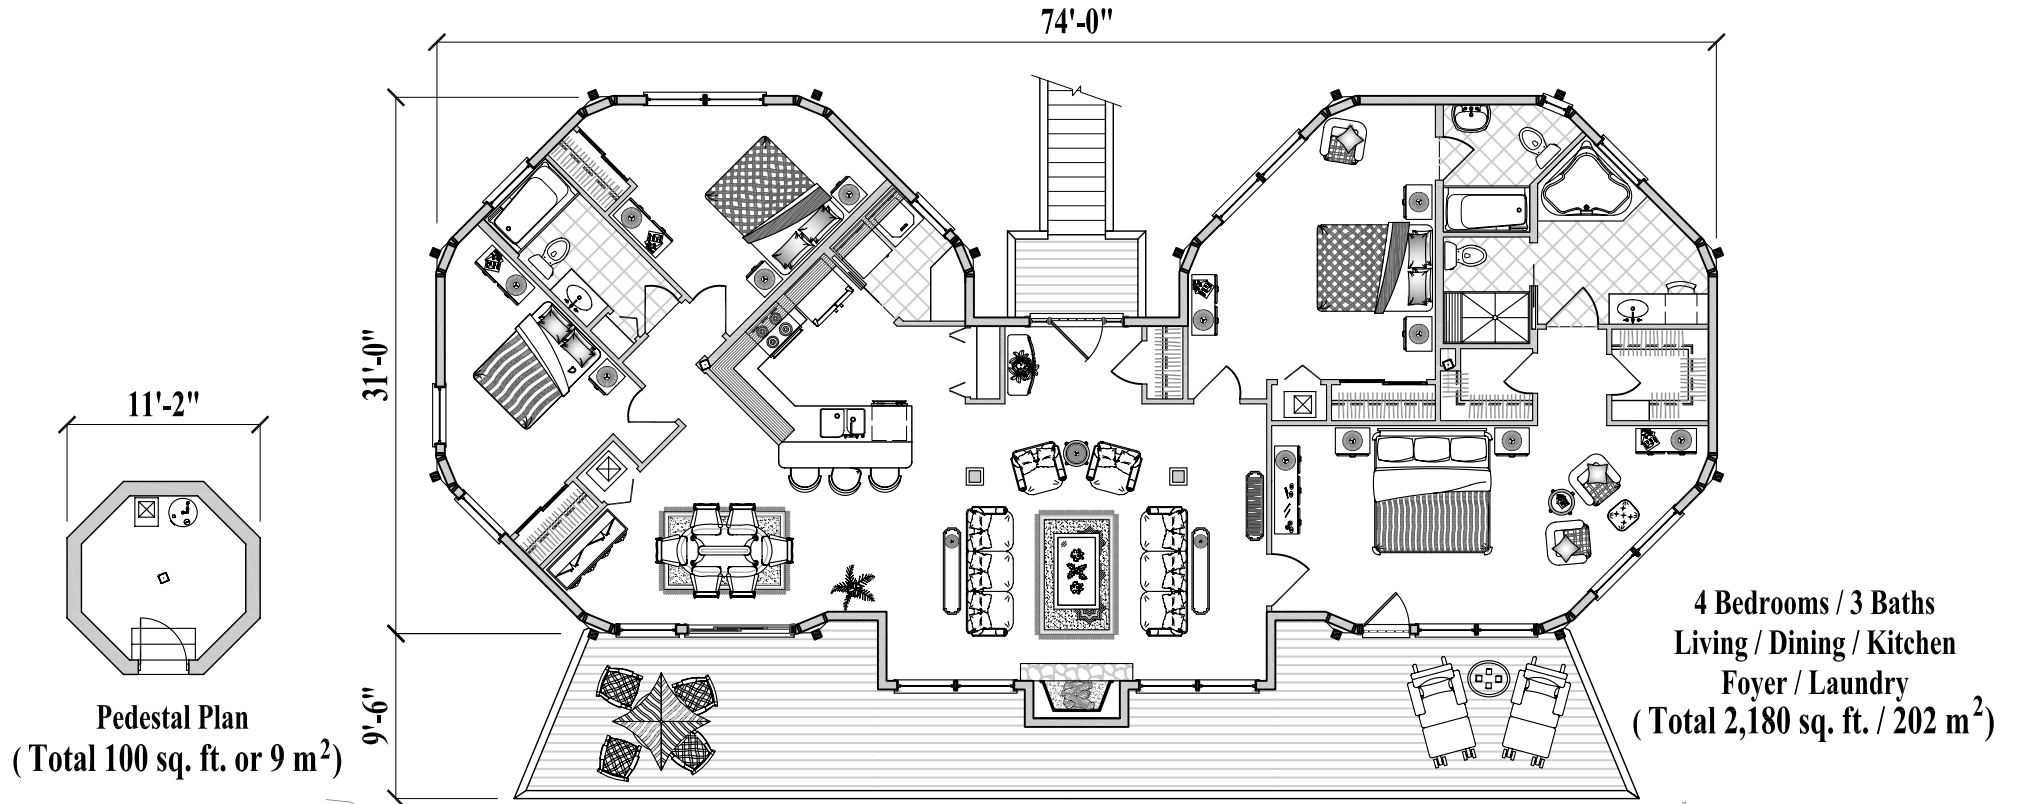 74'-0"
31'-0"
11'-2"
9'-6"
Pedestal Plan
( Total 100 sq. ft. or 9 m²)
4 Bedrooms / 3 Baths
Living / Dining / Kitchen
Foyer / Laundry
( Total 2,180 sq. ft. / 202 m²)